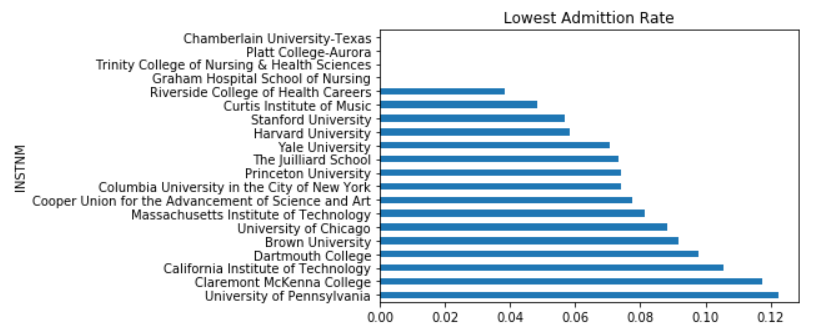 Lowest Admittion Rate
INSTNM
Chamberlain University-Texas
Platt College-Aurora
Trinity College of Nursing & Health Sciences
Graham Hospital School of Nursing
Riverside College of Health Careers
Curtis Institute of Music
Stanford University
Harvard University
Yale University
The Juilliard School
Princeton University
Columbia University in the City of New York
Cooper Union for the Advancement of Science and Art
Massachusetts Institute of Technology
University of Chicago
Brown University
Dartmouth College
California Institute of Technology
Claremont McKenna College
University of Pennsylvania
0.00 0.02 0.04 0.06 0.08 0.10 0.12